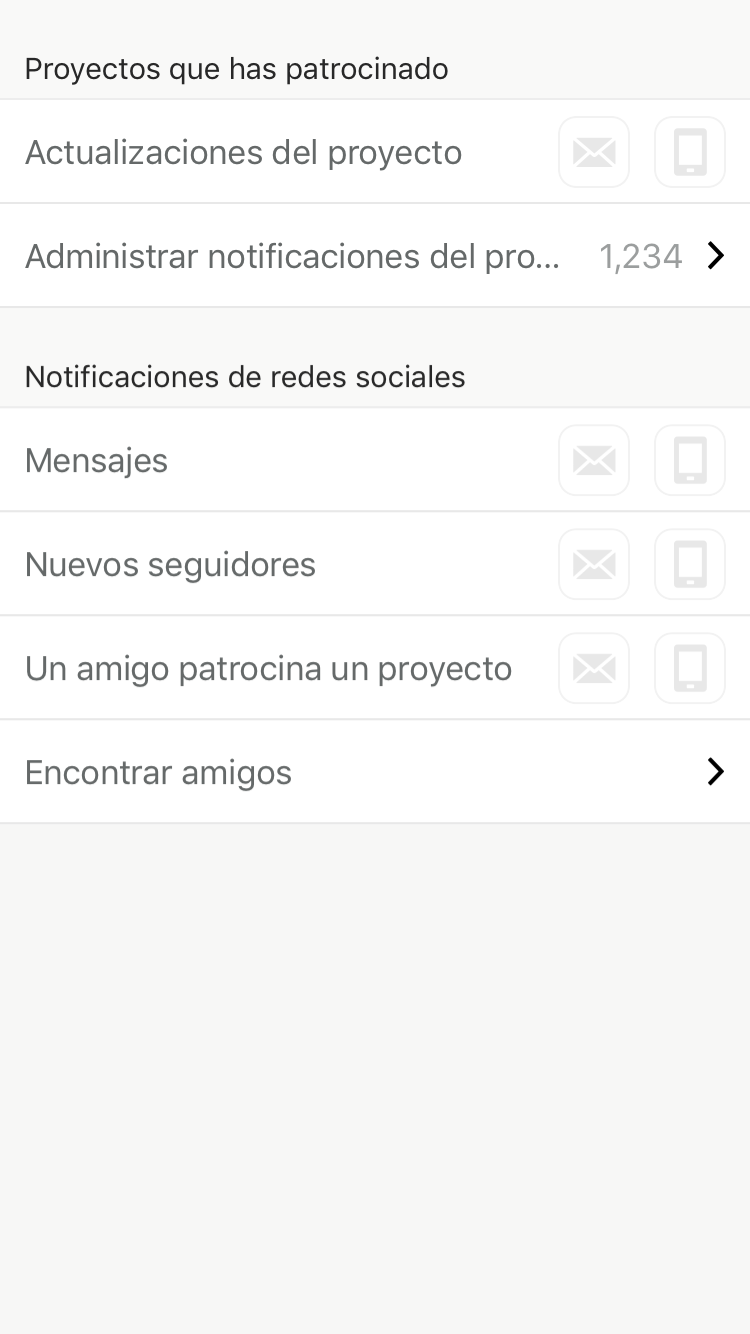 Proyectos que has patrocinado
Actualizaciones del proyecto
Administrar notificaciones del pro... 1,234
Notificaciones de redes sociales
Mensajes
Nuevos seguidores
Un amigo patrocina un proyecto
Encontrar amigos